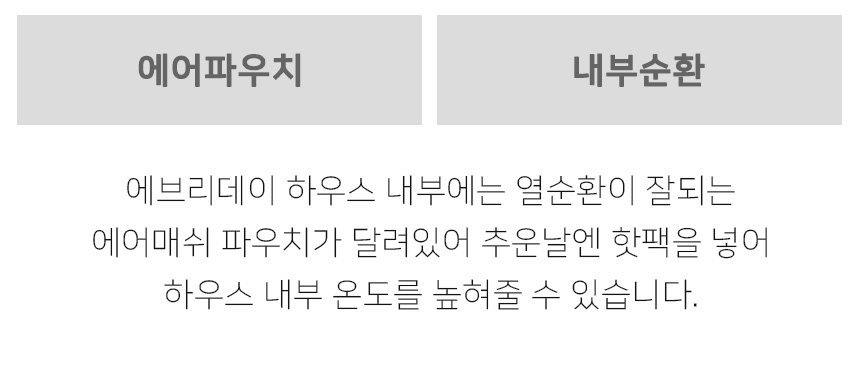 에어파우치
내부순환
에브리데이 하우스 내부에는 열순환이 잘되는
에어매쉬 파우치가 달려있어 추운날엔 핫팩을 넣어
하우스 내부 온도를 높혀줄 수 있습니다.